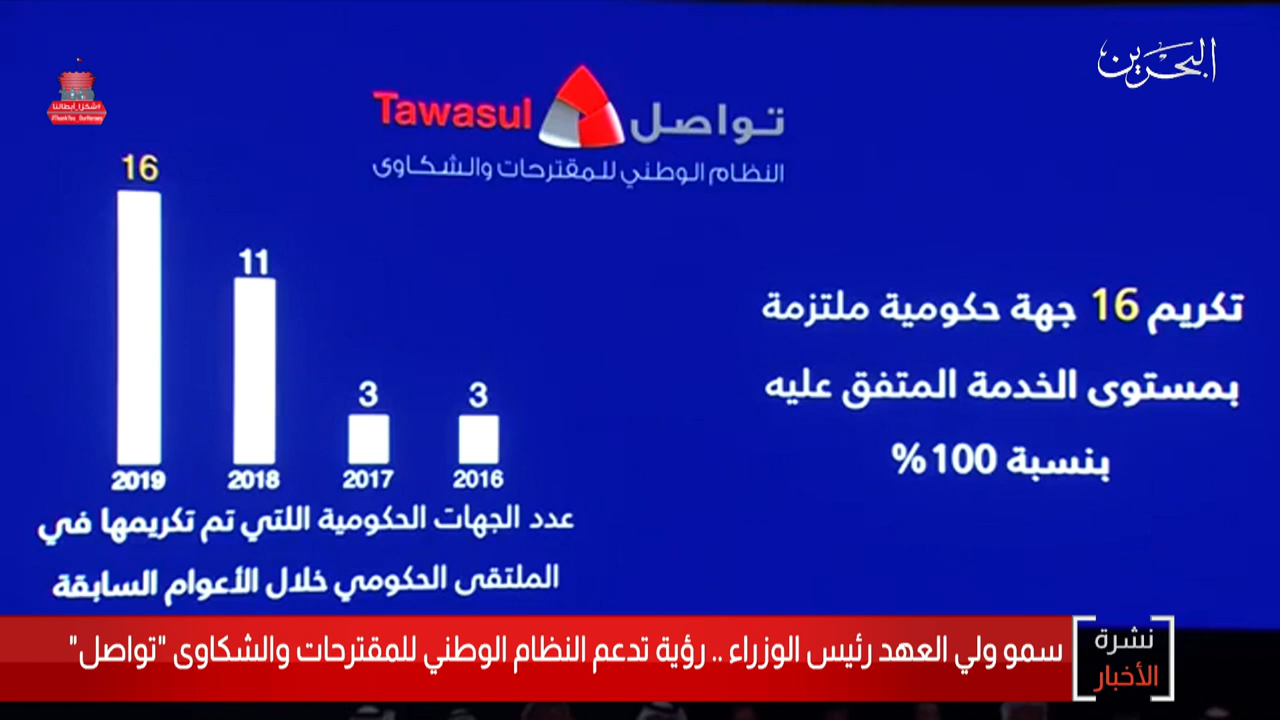 البحرين
#شكرا_أبطالنا
Tawasul تواصل
النظام الوطني للمقترحات والشكاوى
تكريم 16 جهة حكومية ملتزمة
بمستوى الخدمة المتفق عليه
بنسبة 100%
16
11
3
3
2019 2018 2017 2016
عدد الجهات الحكومية اللتي تم تكريمها في
الملتقى الحكومي خلال الأعوام السابقة
نشرة
الأخبار
سمو ولي العهد رئيس الوزراء .. رؤية تدعم النظام الوطني للمقترحات والشكاوى "تواصل"